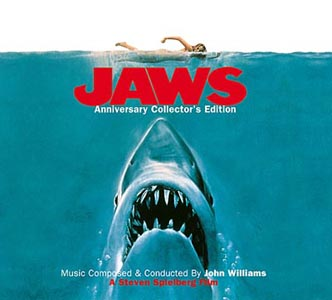 JAWS
Anniversary Collector's Edition
Music Composed & Conducted By John Williams
A Steven Spielberg Film